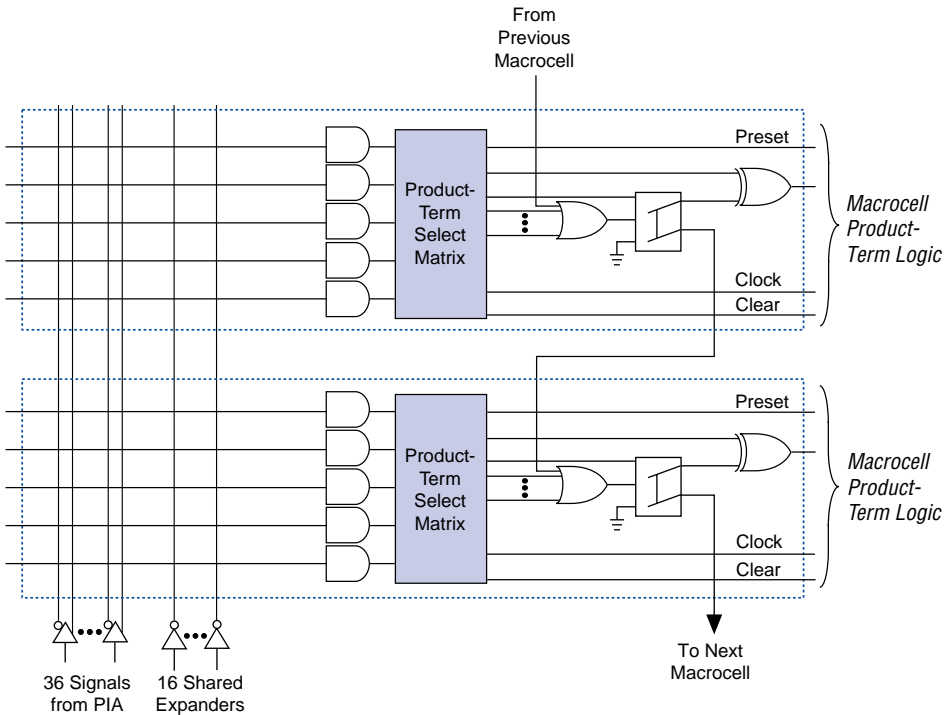 From
Previous
Macrocell
Preset
Product-
Term
Select
Matrix
Macrocell
Product-
Term Logic
Clock
Clear
Preset
Product-
Term
Select
Matrix
Macrocell
Product-
Term Logic
Clock
Clear
36 Signals
from PIA
16 Shared
Expanders
To Next
Macrocell